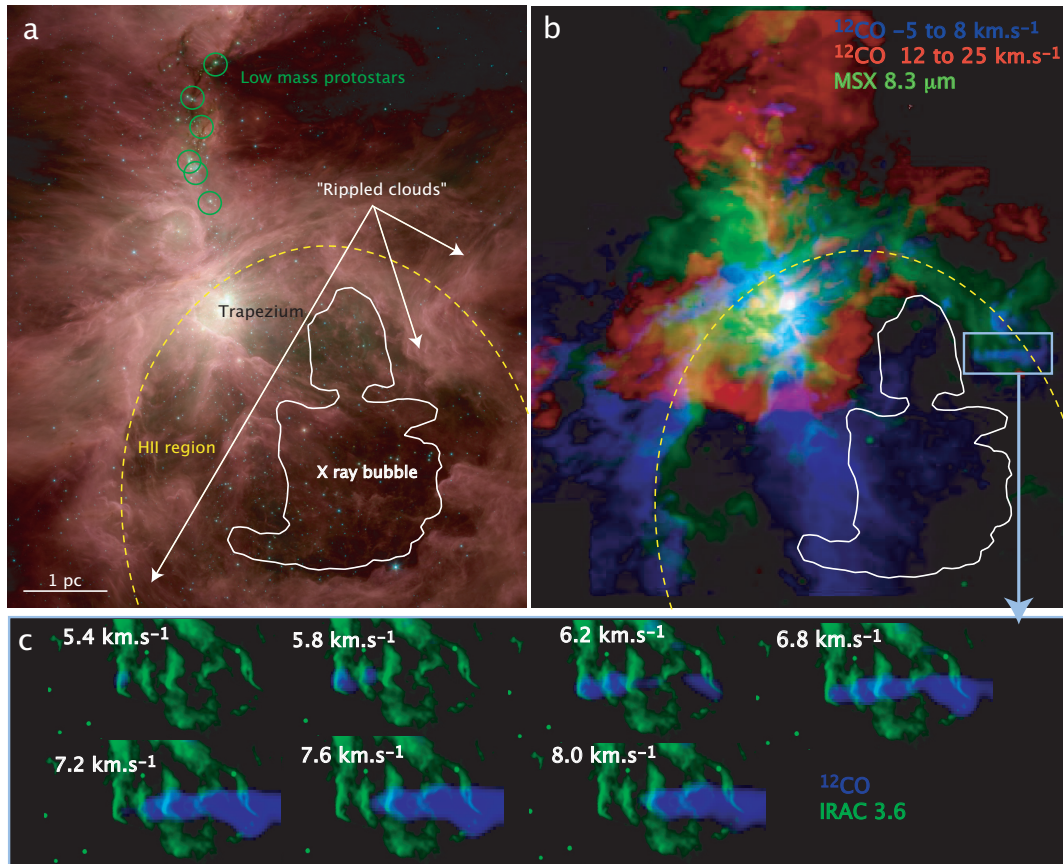 a
Low mass protostars
"Rippled clouds"
Trapezium
HII region
X ray bubble
1 pc
b
¹²CO –5 to 8 km.s⁻¹
¹²CO 12 to 25 km.s⁻¹
MSX 8.3 μm
c
5.4 km.s⁻¹
5.8 km.s⁻¹
6.2 km.s⁻¹
6.8 km.s⁻¹
7.2 km.s⁻¹
7.6 km.s⁻¹
8.0 km.s⁻¹
¹²CO
IRAC 3.6